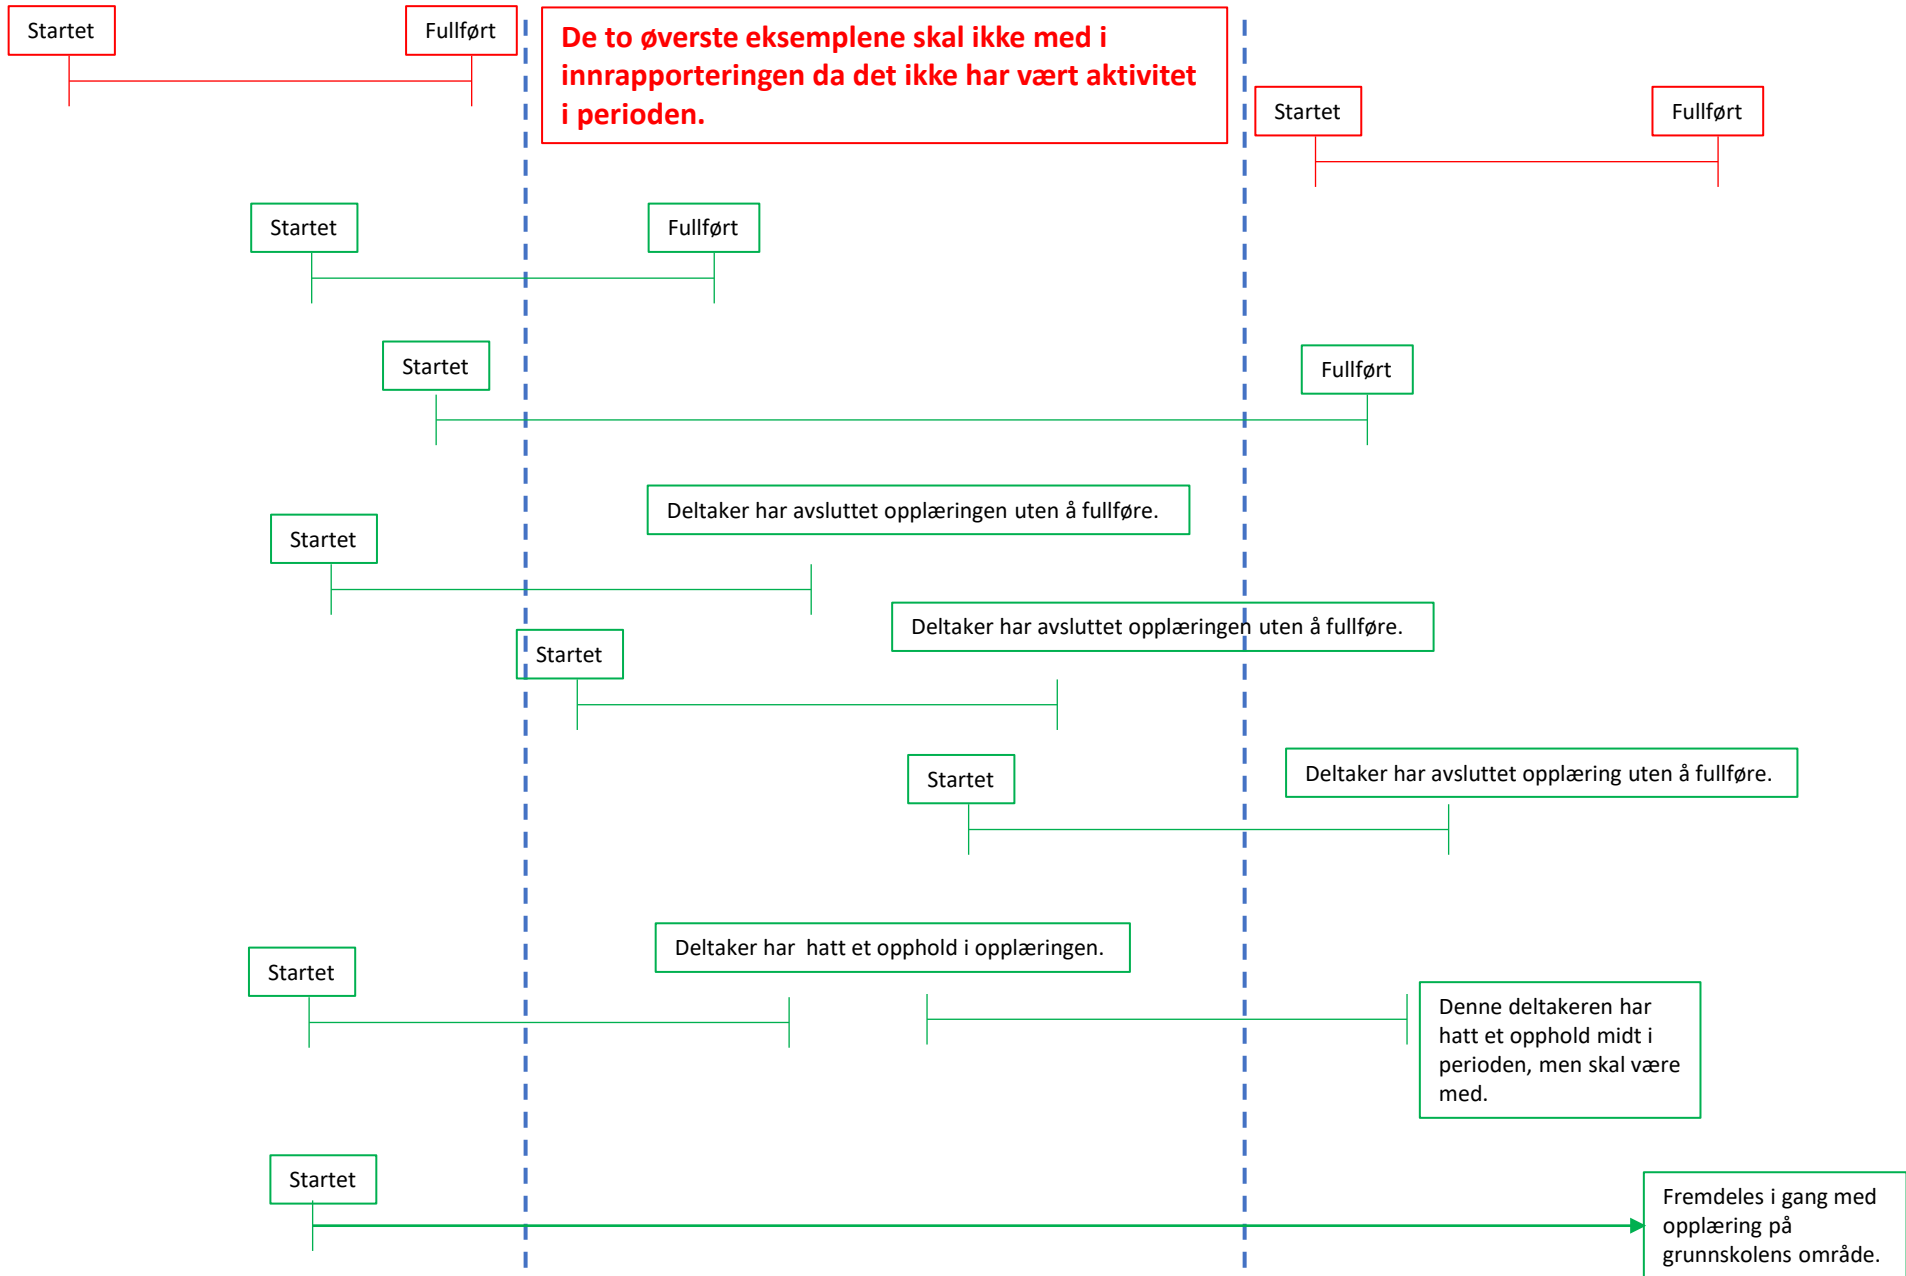 Startet
Fullført
De to øverste eksemplene skal ikke med i
innrapporteringen da det ikke har vært aktivitet
i perioden.
Startet
Fullført
Startet
Fullført
Startet
Fullført
Deltaker har avsluttet opplæringen uten å fullføre.
Startet
Deltaker har avsluttet opplæringen uten å fullføre.
Startet
Startet
Deltaker har avsluttet opplæring uten å fullføre.
Deltaker har  hatt et opphold i opplæringen.
Startet
Denne deltakeren har
hatt et opphold midt i
perioden, men skal være
med.
Startet
Fremdeles i gang med
opplæring på
grunnskolens område.